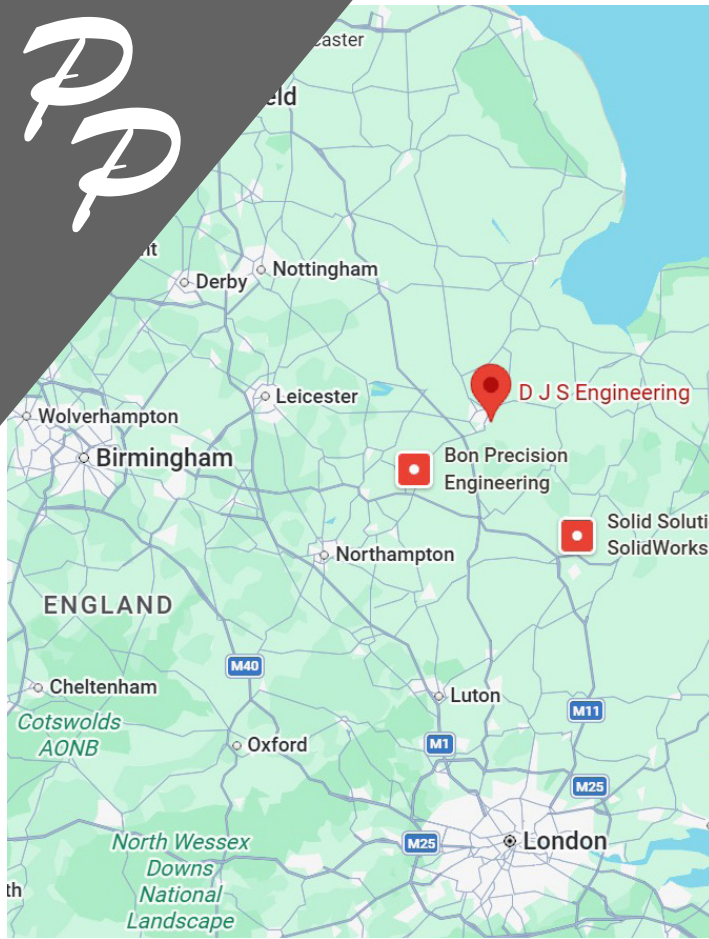 P
P
caster
eld
nt
Nottingham
Derby
D J S Engineering
Leicester
Wolverhampton
Birmingham
Bon Precision
Engineering
Solid Soluti
SolidWorks
Northampton
ENGLAND
M40
Cheltenham
Luton
Cotswolds
AONB
M11
Oxford
M1
M25
North Wessex
Downs
National
Landscape
M25
London
th